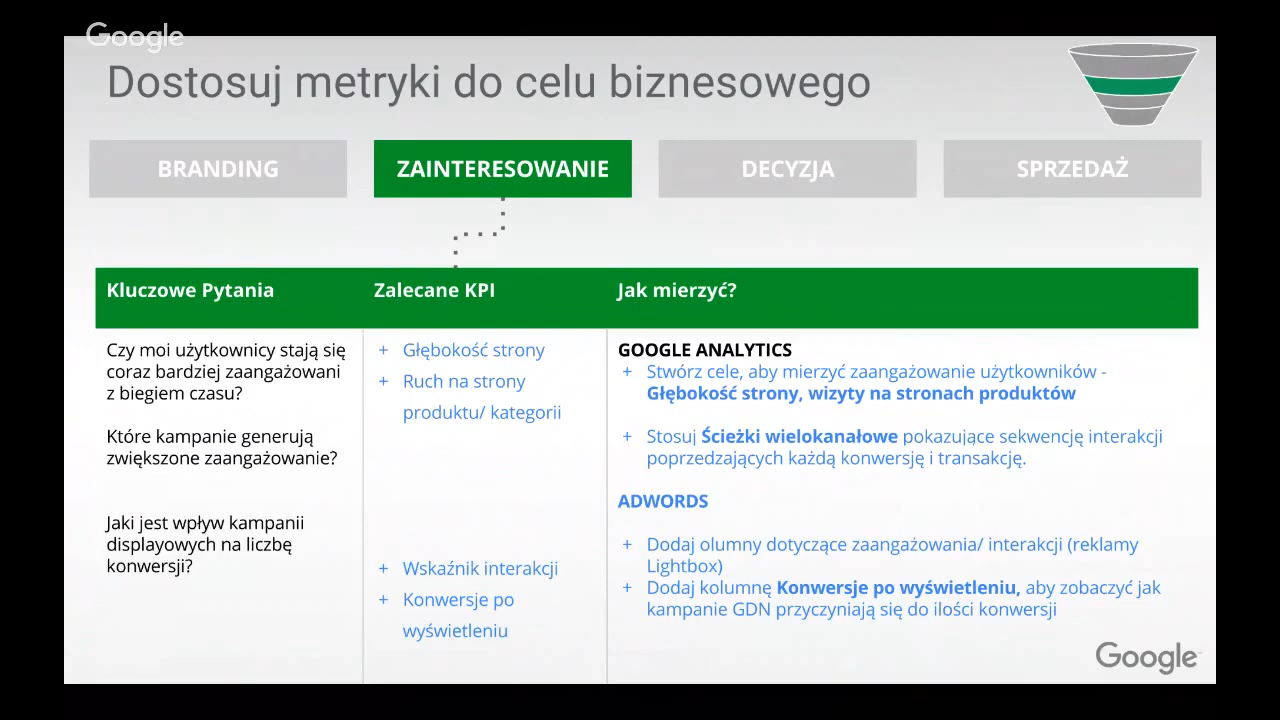 Google
Dostosuj metryki do celu biznesowego
BRANDING
ZAINTERESOWANIE
DECYZJA
SPRZEDAŻ
Kluczowe Pytania
Zalecane KPI
Jak mierzyć?
Czy moi użytkownicy stają się
coraz bardziej zaangażowani
z biegiem czasu?
Które kampanie generują
zwiększone zaangażowanie?
Jaki jest wpływ kampanii
displayowych na liczbę
konwersji?
+ Głębokość strony
+ Ruch na strony
produktu/ kategorii
+ Wskaźnik interakcji
+ Konwersje po
wyświetleniu
GOOGLE ANALYTICS
+ Stwórz cele, aby mierzyć zaangażowanie użytkowników -
Głębokość strony, wizyty na stronach produktów
+ Stosuj Ścieżki wielokanałowe pokazujące sekwencję interakcji
poprzedzających każdą konwersję i transakcję.
ADWORDS
+ Dodaj olumny dotyczące zaangażowania/ interakcji (reklamy
Lightbox)
+ Dodaj kolumnę Konwersje po wyświetleniu, aby zobaczyć jak
kampanie GDN przyczyniają się do ilości konwersji
Google